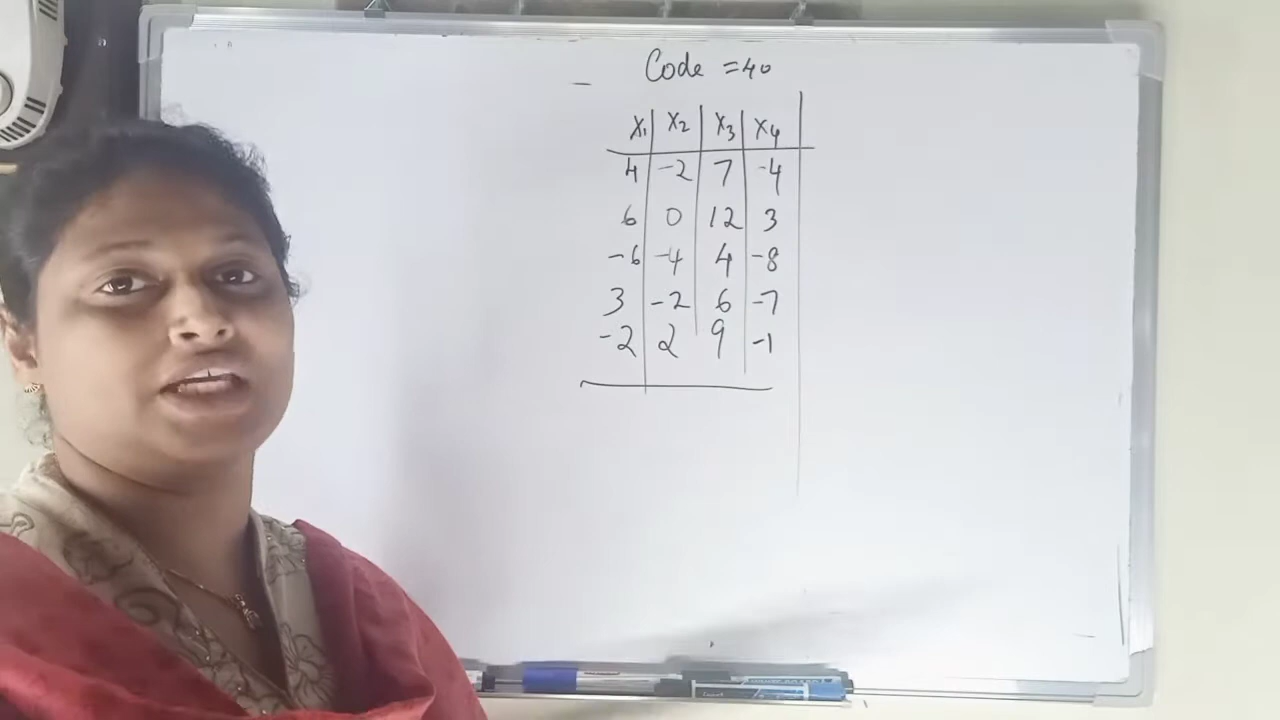 Code = 40
X1 X2 X3 X4
4 -2 7 -4
6 0 12 3
-6 -4 4 -8
3 -2 6 -7
-2 2 9 -1